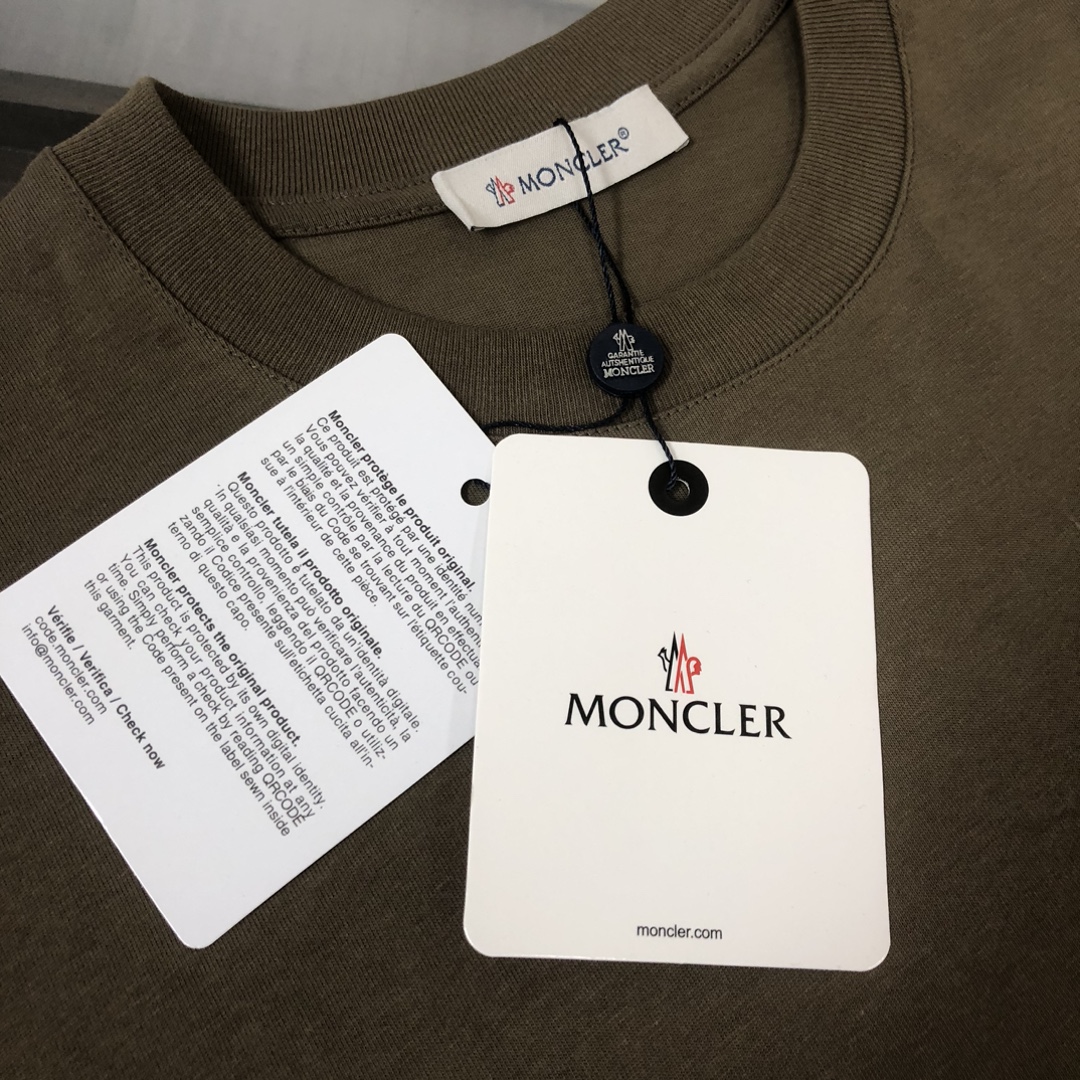 MONCLER®
GARANTIE
AUTSHENTIQUE
MONCLER
Moncler protège le produit original.
Ce produit est protégé par une identité num
Vous pouvez vérifier à tout moment l'authen
la qualité et la provenance du produit en effectua
un simple contrôle par la lecture du QRCODE ou
par le biais du Code se trouvant sur l'étiquette cou-
sue à l'intérieur de cette pièce.
Moncler tutela il prodotto originale.
Questo prodotto è tutelato da un'identità digitale.
in qualsiasi momento può verificare l'autenticità, la
qualità e la provenienza del prodotto facendo un
semplice controllo, leggendo il QRCODE o utiliz-
zando il Codice presente sull'etichetta cucita all'in-
terno di questo capo.
Moncler protects the original product.
This product is protected by its own digital identity.
You can check your product information at any
time. Simply perform a check by reading QRCODE
or using the Code present on the label sewn inside
this garment.
Vérifie / Verifica / Check now
code.moncler.com
info@moncler.com
MONCLER
moncler.com